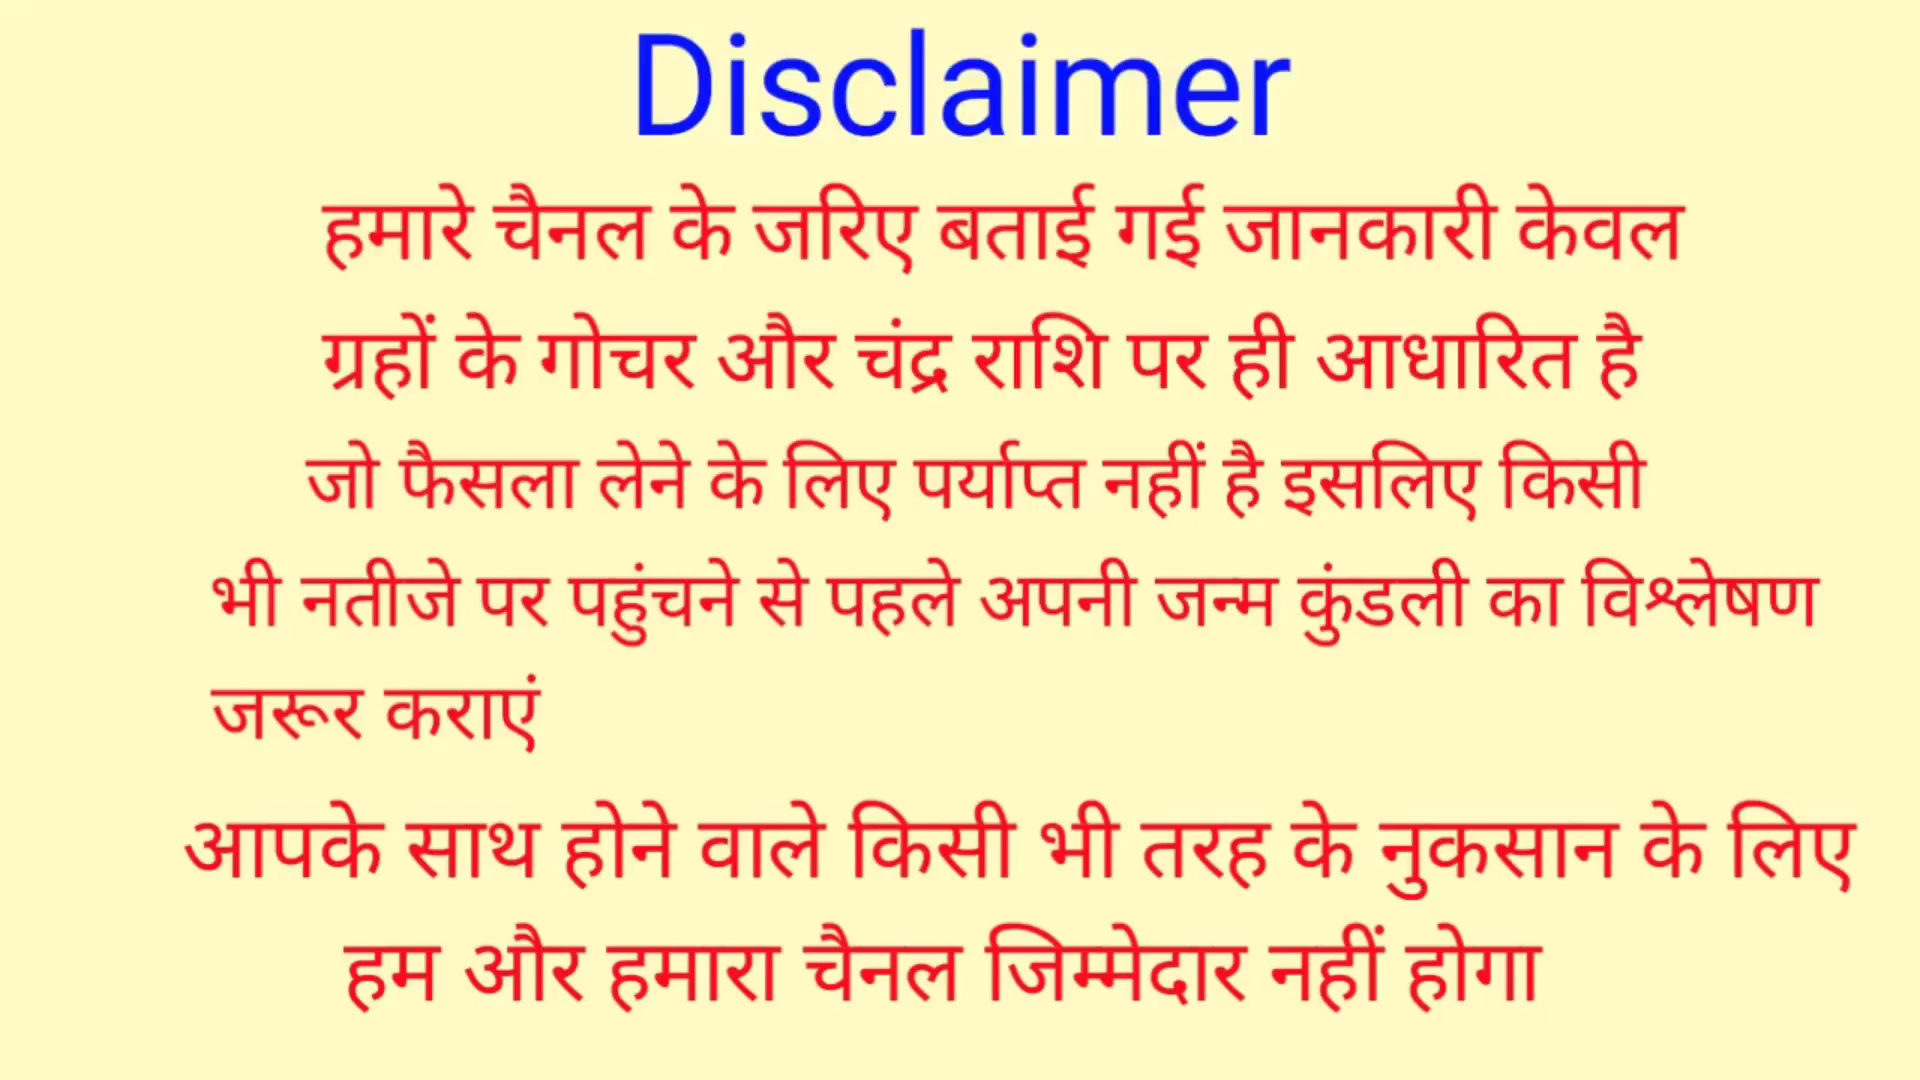 Disclaimer
हमारे चैनल के जरिए बताई गई जानकारी केवल
ग्रहों के गोचर और चंद्र राशि पर ही आधारित है
जो फैसला लेने के लिए पर्याप्त नहीं है इसलिए किसी
भी नतीजे पर पहुंचने से पहले अपनी जन्म कुंडली का विश्लेषण
जरूर कराएं
आपके साथ होने वाले किसी भी तरह के नुकसान के लिए
हम और हमारा चैनल जिम्मेदार नहीं होगा